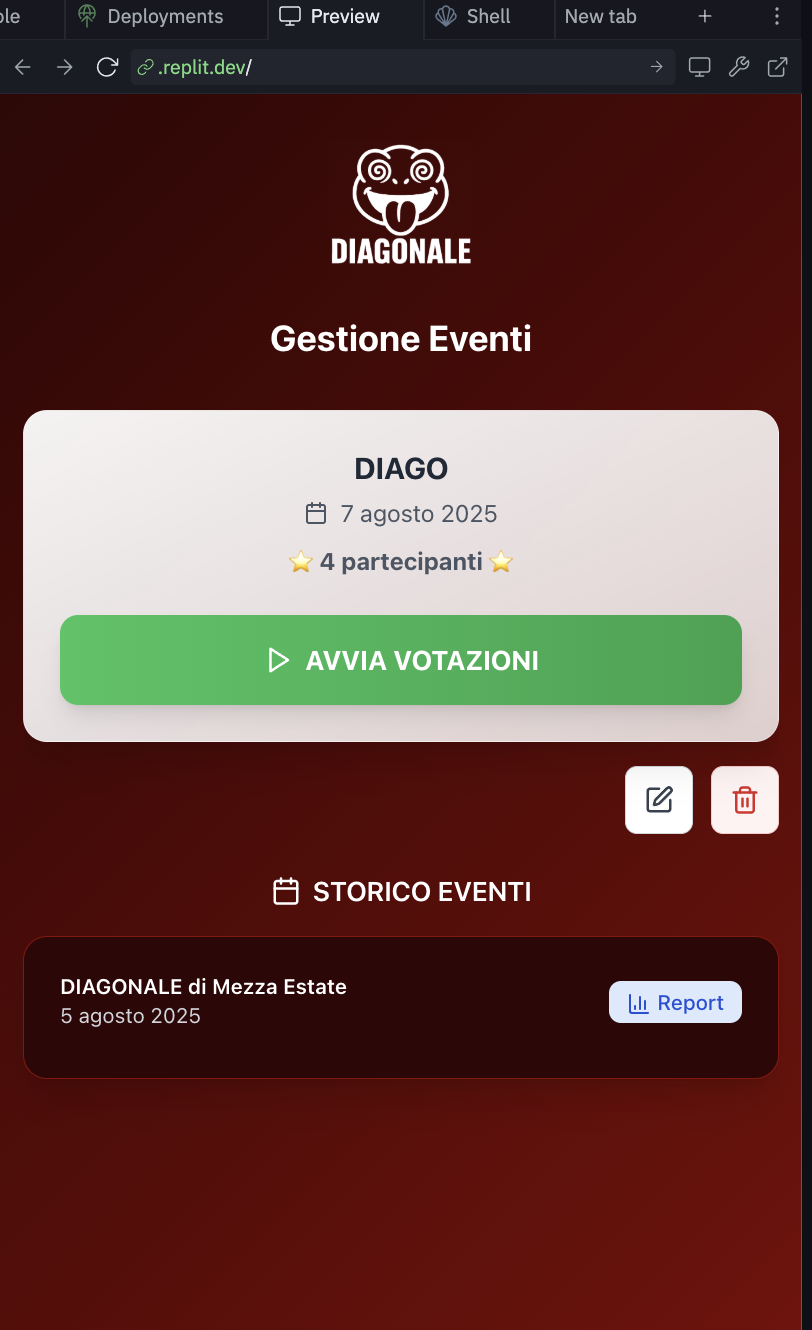 Deployments
Preview
Shell
New tab
.replit.dev/
DIAGONALE
Gestione Eventi
DIAGO
7 agosto 2025
⭐ 4 partecipanti ⭐
AVVIA VOTAZIONI
STORICO EVENTI
DIAGONALE di Mezza Estate
5 agosto 2025
Report